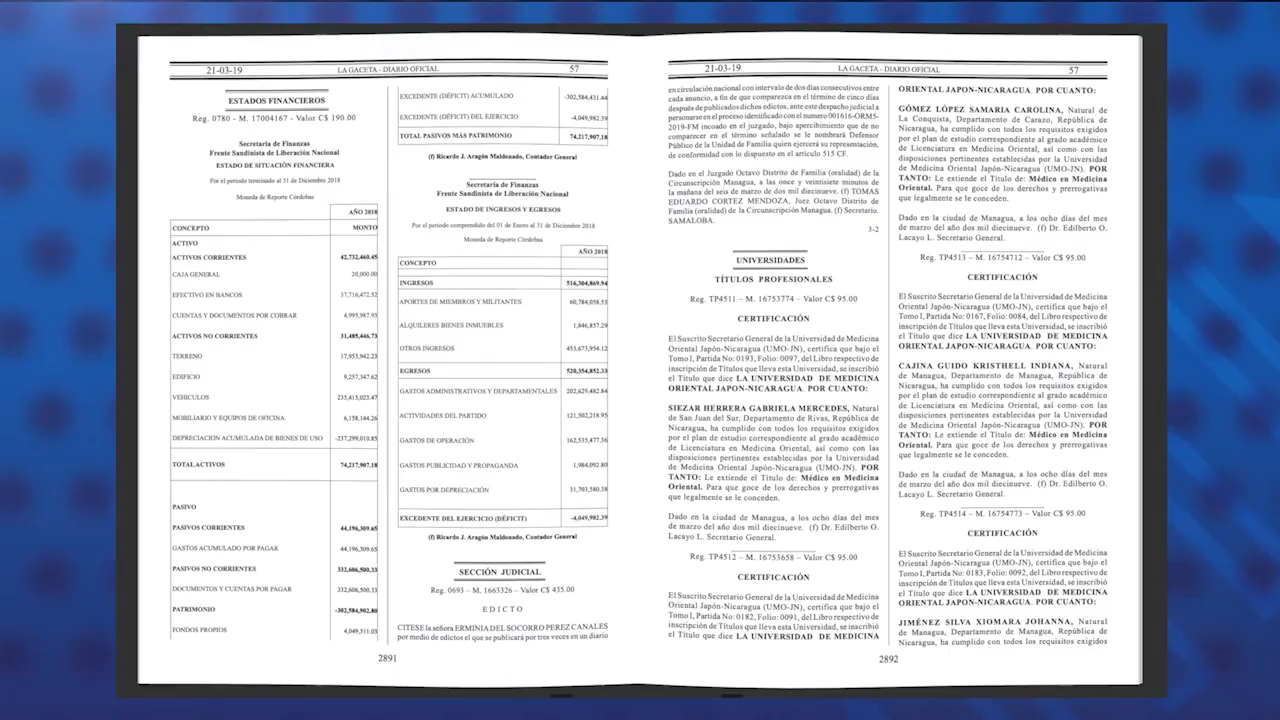 21-03-19 LA GACETA - DIARIO OFICIAL 57
ESTADOS FINANCIEROS
Reg. 0780 - M. 17004167 - Valor C$ 190.00
Secretaría de Finanzas
Frente Sandinista de Liberación Nacional
ESTADO DE SITUACIÓN FINANCIERA
Por el periodo terminado al 31 de Diciembre 2018
Moneda de Reporte Córdobas
AÑO 2018
CONCEPTO MONTO
ACTIVO
ACTIVOS CORRIENTES 42,732,460.45
CAJA GENERAL 20,000.00
EFECTIVO EN BANCOS 37,716,472.52
CUENTAS Y DOCUMENTOS POR COBRAR 4,995,987.93
ACTIVOS NO CORRIENTES 31,485,446.73
TERRENO 17,953,942.23
EDIFICIO 9,257,347.62
VEHICULOS 235,415,023.47
MOBILIARIO Y EQUIPOS DE OFICINA 6,158,144.26
DEPRECIACION ACUMULADA DE BIENES DE USO -237,299,010.85
TOTAL ACTIVOS 74,217,907.18
PASIVO
PASIVOS CORRIENTES 44,196,309.65
GASTOS ACUMULADO POR PAGAR 44,196,309.65
PASIVOS NO CORRIENTES 332,606,500.33
DOCUMENTOS Y CUENTAS POR PAGAR 332,606,500.33
PATRIMONIO -302,584,902.80
FONDOS PROPIOS 4,049,511.03
EXCEDENTE (DÉFICIT) ACUMULADO -302,584,431.44
EXCEDENTE (DÉFICIT) DEL EJERCICIO -4,049,982.39
TOTAL PASIVOS MÁS PATRIMONIO 74,217,907.18
(f) Ricardo J. Aragón Maldonado, Contador General
Secretaría de Finanzas
Frente Sandinista de Liberación Nacional
ESTADO DE INGRESOS Y EGRESOS
Por el periodo comprendido del 01 de Enero al 31 de Diciembre 2018
Moneda de Reporte Córdobas
AÑO 2018
CONCEPTO
INGRESOS 516,304,869.94
APORTES DE MIEMBROS Y MILITANTES 60,784,058.53
ALQUILERES BIENES INMUEBLES 1,846,857.29
OTROS INGRESOS 453,673,954.12
EGRESOS 520,354,852.33
GASTOS ADMINISTRATIVOS Y DEPARTAMENTALES 202,629,482.84
ACTIVIDADES DEL PARTIDO 121,502,218.95
GASTOS DE OPERACIÓN 162,535,477.36
GASTOS PUBLICIDAD Y PROPAGANDA 1,984,092.80
GASTOS POR DEPRECIACIÓN 31,703,580.38
EXCEDENTE DEL EJERCICIO (DÉFICIT) -4,049,982.39
(f) Ricardo J. Aragón Maldonado, Contador General
SECCIÓN JUDICIAL
Reg. 0693 - M. 1663326 - Valor C$ 435.00
EDICTO
CÍTESE la señora ERMINIA DEL SOCORRO PEREZ CANALES
por medio de edictos el que se publicará por tres veces en un diario
2891
21-03-19 LA GACETA - DIARIO OFICIAL 57
en circulación nacional con intervalo de dos días consecutivos entre
cada anuncio, a fin de que comparezca en el término de cinco días
después de publicados dichos edictos, ante este despacho judicial a
personarse en el proceso identificado con el numero 001616-ORM5-
2019-FM incoado en el juzgado, bajo apercibimiento que de no
comparecer en el término señalado se le nombrará Defensor
Público de la Unidad de Familia quien ejercerá su representación,
de conformidad con lo dispuesto en el artículo 515 CF.
Dado en el Juzgado Octavo Distrito de Familia (oralidad) de la
Circunscripción Managua, a las once y veintisiete minutos de
la mañana del seis de marzo de dos mil diecinueve. (f) TOMAS
EDUARDO CORTEZ MENDOZA, Juez Octavo Distrito de
Familia (oralidad) de la Circunscripción Managua. (f) Secretario.
SAMALOBA.
3-2
UNIVERSIDADES
TÍTULOS PROFESIONALES
Reg. TP4511 – M. 16753774 – Valor C$ 95.00
CERTIFICACIÓN
El Suscrito Secretario General de la Universidad de Medicina
Oriental Japón-Nicaragua (UMO-JN), certifica que bajo el
Tomo I, Partida No: 0193, Folio: 0097, del Libro respectivo de
inscripción de Títulos que lleva esta Universidad, se inscribió
el Título que dice LA UNIVERSIDAD DE MEDICINA
ORIENTAL JAPON-NICARAGUA. POR CUANTO:
SIEZAR HERRERA GABRIELA MERCEDES, Natural
de San Juan del Sur, Departamento de Rivas, República de
Nicaragua, ha cumplido con todos los requisitos exigidos
por el plan de estudio correspondiente al grado académico
de Licenciatura en Medicina Oriental, así como con las
disposiciones pertinentes establecidas por la Universidad
de Medicina Oriental Japón-Nicaragua (UMO-JN). POR
TANTO: Le extiende el Título de: Médico en Medicina
Oriental. Para que goce de los derechos y prerrogativas
que legalmente se le conceden.
Dado en la ciudad de Managua, a los ocho días del mes
de marzo del año dos mil diecinueve. (f) Dr. Edilberto O.
Lacayo L. Secretario General.
Reg. TP4512 – M. 16753658 – Valor C$ 95.00
CERTIFICACIÓN
El Suscrito Secretario General de la Universidad de Medicina
Oriental Japón-Nicaragua (UMO-JN), certifica que bajo el
Tomo I, Partida No: 0182, Folio: 0091, del Libro respectivo de
inscripción de Títulos que lleva esta Universidad, se inscribió
el Título que dice LA UNIVERSIDAD DE MEDICINA
ORIENTAL JAPON-NICARAGUA. POR CUANTO:
GÓMEZ LÓPEZ SAMARIA CAROLINA, Natural de
La Conquista, Departamento de Carazo, República de
Nicaragua, ha cumplido con todos los requisitos exigidos
por el plan de estudio correspondiente al grado académico
de Licenciatura en Medicina Oriental, así como con las
disposiciones pertinentes establecidas por la Universidad
de Medicina Oriental Japón-Nicaragua (UMO-JN). POR
TANTO: Le extiende el Título de: Médico en Medicina
Oriental. Para que goce de los derechos y prerrogativas
que legalmente se le conceden.
Dado en la ciudad de Managua, a los ocho días del mes
de marzo del año dos mil diecinueve. (f) Dr. Edilberto O.
Lacayo L. Secretario General.
Reg. TP4513 – M. 16754712 – Valor C$ 95.00
CERTIFICACIÓN
El Suscrito Secretario General de la Universidad de Medicina
Oriental Japón-Nicaragua (UMO-JN), certifica que bajo el
Tomo I, Partida No: 0167, Folio: 0084, del Libro respectivo de
inscripción de Títulos que lleva esta Universidad, se inscribió
el Título que dice LA UNIVERSIDAD DE MEDICINA
ORIENTAL JAPON-NICARAGUA. POR CUANTO:
CAJINA GUIDO KRISTHELL INDIANA, Natural
de Managua, Departamento de Managua, República de
Nicaragua, ha cumplido con todos los requisitos exigidos
por el plan de estudio correspondiente al grado académico
de Licenciatura en Medicina Oriental, así como con las
disposiciones pertinentes establecidas por la Universidad
de Medicina Oriental Japón-Nicaragua (UMO-JN). POR
TANTO: Le extiende el Título de: Médico en Medicina
Oriental. Para que goce de los derechos y prerrogativas
que legalmente se le conceden.
Dado en la ciudad de Managua, a los ocho días del mes
de marzo del año dos mil diecinueve. (f) Dr. Edilberto O.
Lacayo L. Secretario General.
Reg. TP4514 – M. 16754773 – Valor C$ 95.00
CERTIFICACIÓN
El Suscrito Secretario General de la Universidad de Medicina
Oriental Japón-Nicaragua (UMO-JN), certifica que bajo el
Tomo I, Partida No: 0183, Folio: 0092, del Libro respectivo de
inscripción de Títulos que lleva esta Universidad, se inscribió
el Título que dice LA UNIVERSIDAD DE MEDICINA
ORIENTAL JAPON-NICARAGUA. POR CUANTO:
JIMÉNEZ SILVA XIOMARA JOHANNA, Natural
de Managua, Departamento de Managua, República de
Nicaragua, ha cumplido con todos los requisitos exigidos
2892